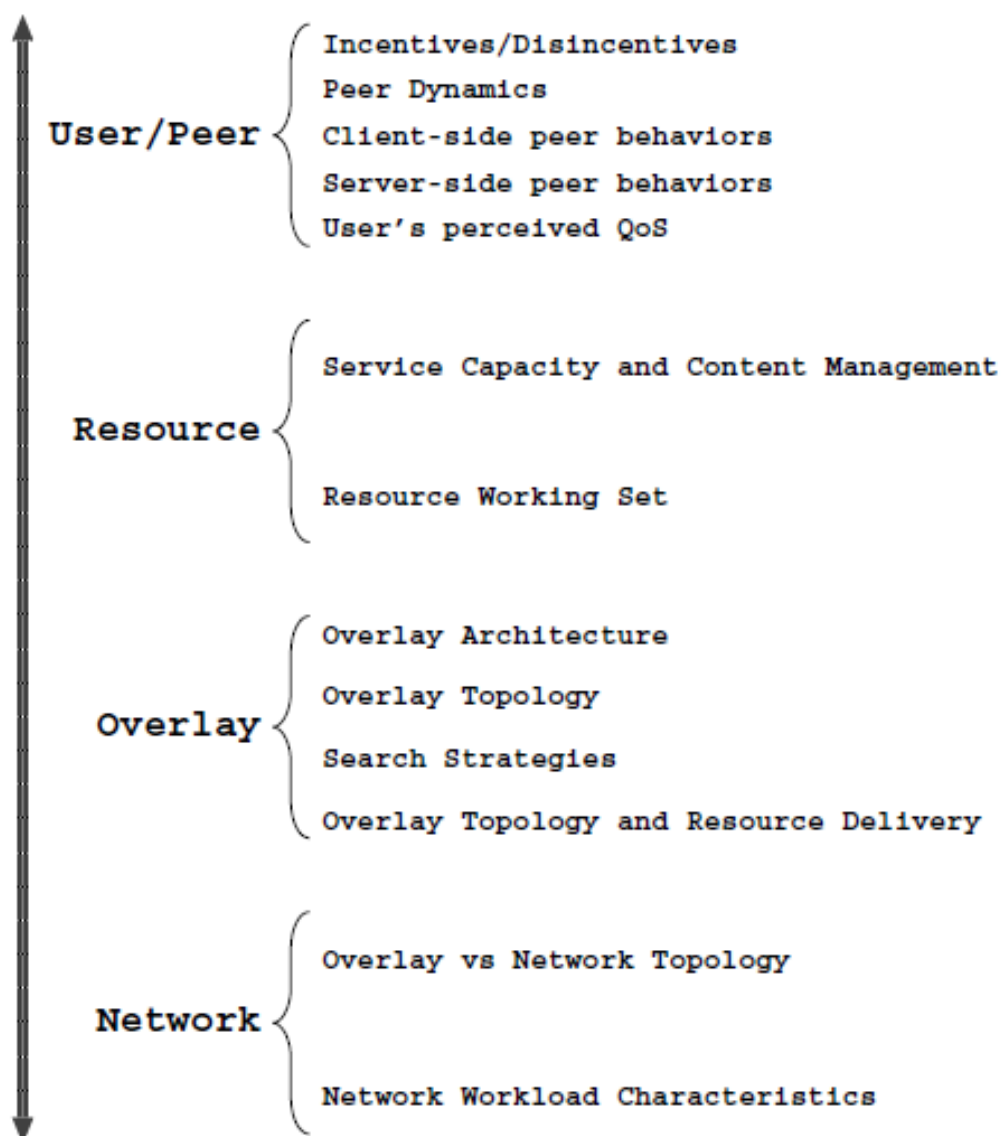 User/Peer
Incentives/Disincentives
Peer Dynamics
Client-side peer behaviors
Server-side peer behaviors
User's perceived QoS
Resource
Service Capacity and Content Management
Resource Working Set
Overlay
Overlay Architecture
Overlay Topology
Search Strategies
Overlay Topology and Resource Delivery
Network
Overlay vs Network Topology
Network Workload Characteristics